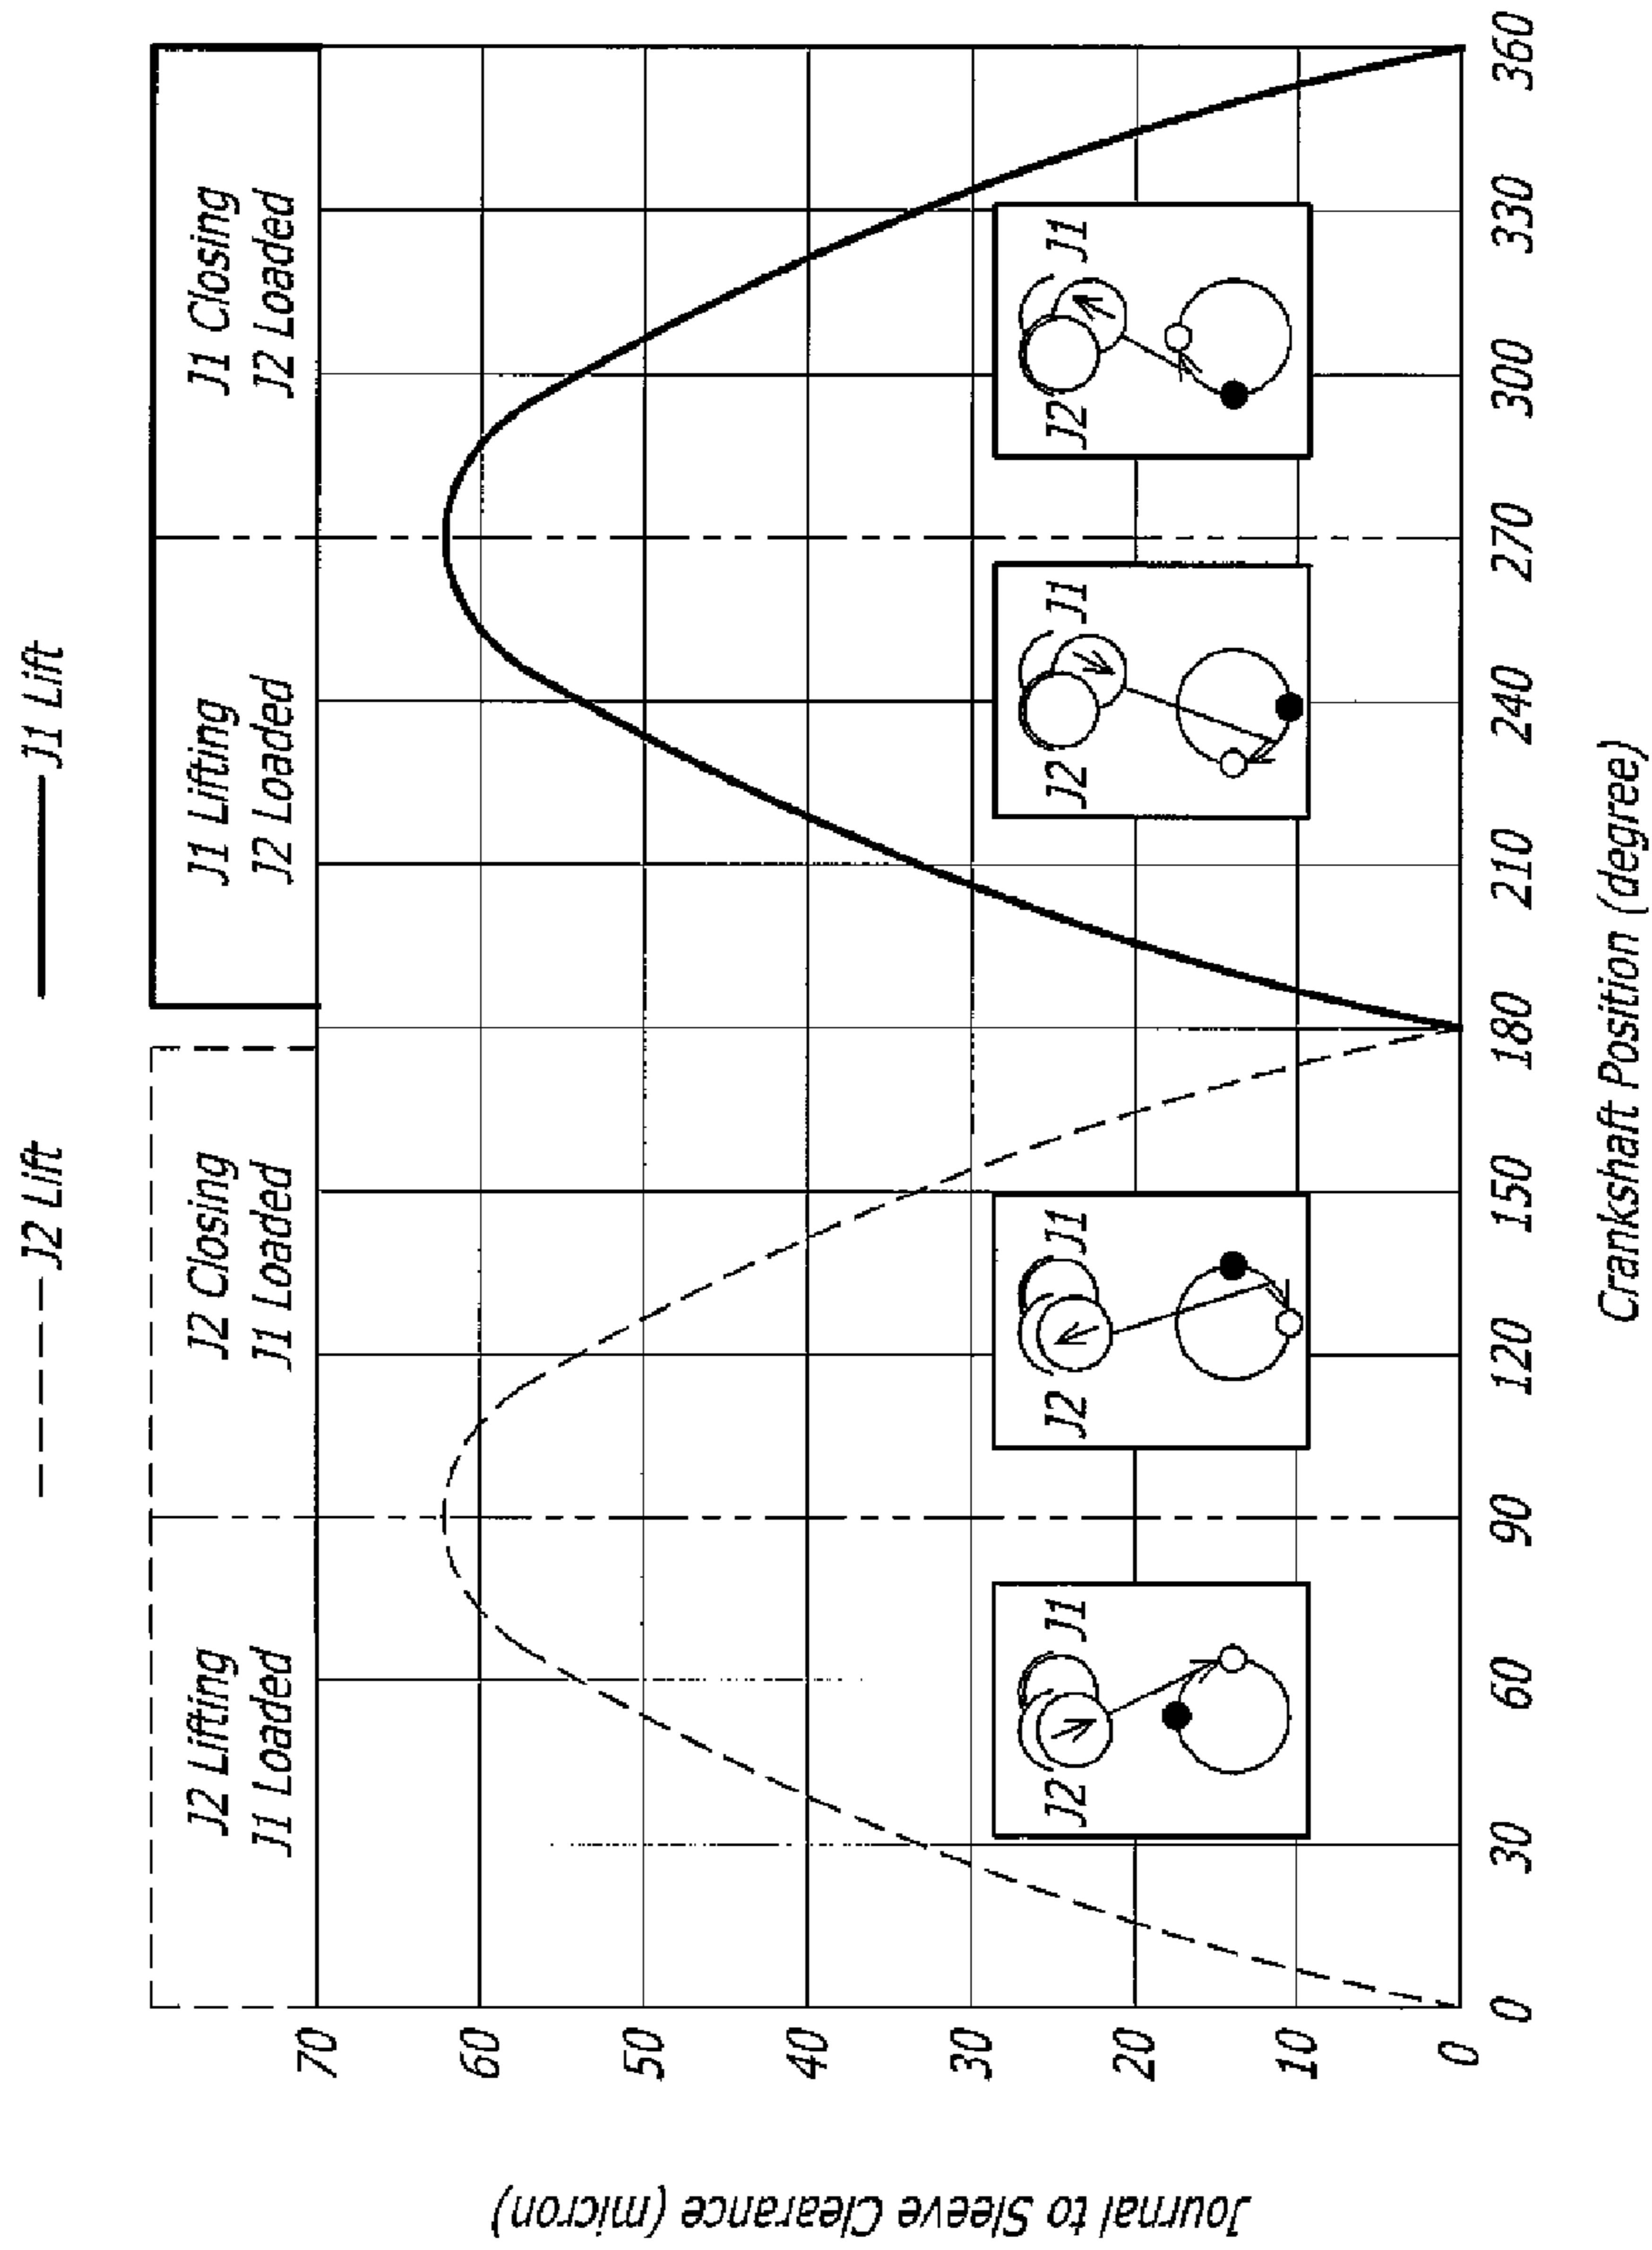 --- J2 Lift
— J1 Lift
J2 Lifting
J1 Loaded
J2 Closing
J1 Loaded
J1 Lifting
J2 Loaded
J1 Closing
J2 Loaded
Journal to Sleeve Clearance (micron)
70
60
50
40
30
20
10
0
J2
J1
J2
J1
J2
J1
J2
J1
0 30 60 90 120 150 180 210 240 270 300 330 360
Crankshaft Position (degree)